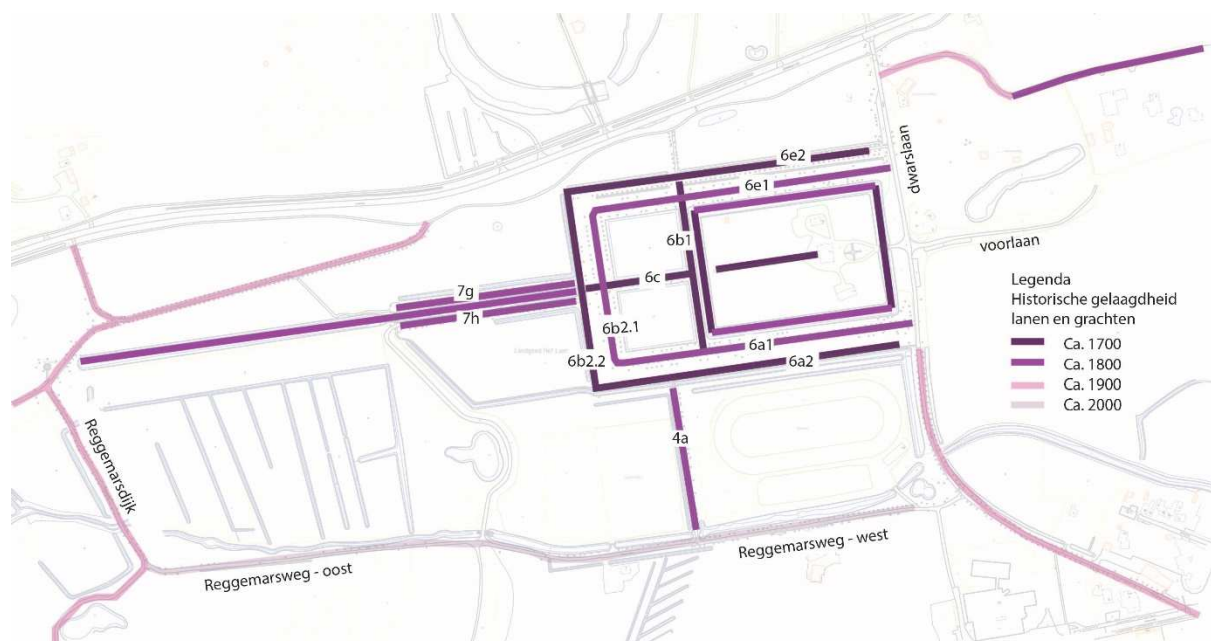 6e2
6e1
dwarslaan
6b1
voorlaan
6c
7g
7h
6b2.1
6b2.2
6a1
6a2
4a
Legenda
Historische gelaagdheid
lanen en grachten
Ca. 1700
Ca. 1800
Ca. 1900
Ca. 2000
Reggemarsdijk
Reggemarsweg - oost
Reggemarsweg - west